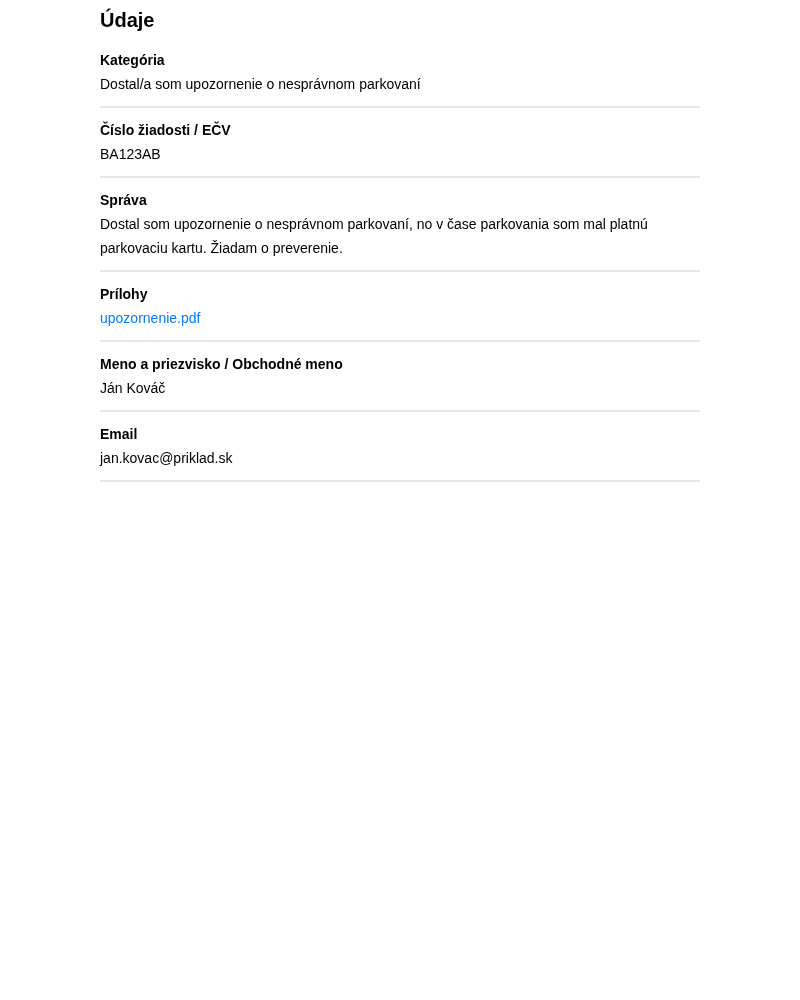 Údaje
Kategória
Dostal/a som upozornenie o nesprávnom parkovaní
Číslo žiadosti / EČV
BA123AB
Správa
Dostal som upozornenie o nesprávnom parkovaní, no v čase parkovania som mal platnú
parkovaciu kartu. Žiadam o preverenie.
Prílohy
upozornenie.pdf
Meno a priezvisko / Obchodné meno
Ján Kováč
Email
jan.kovac@priklad.sk